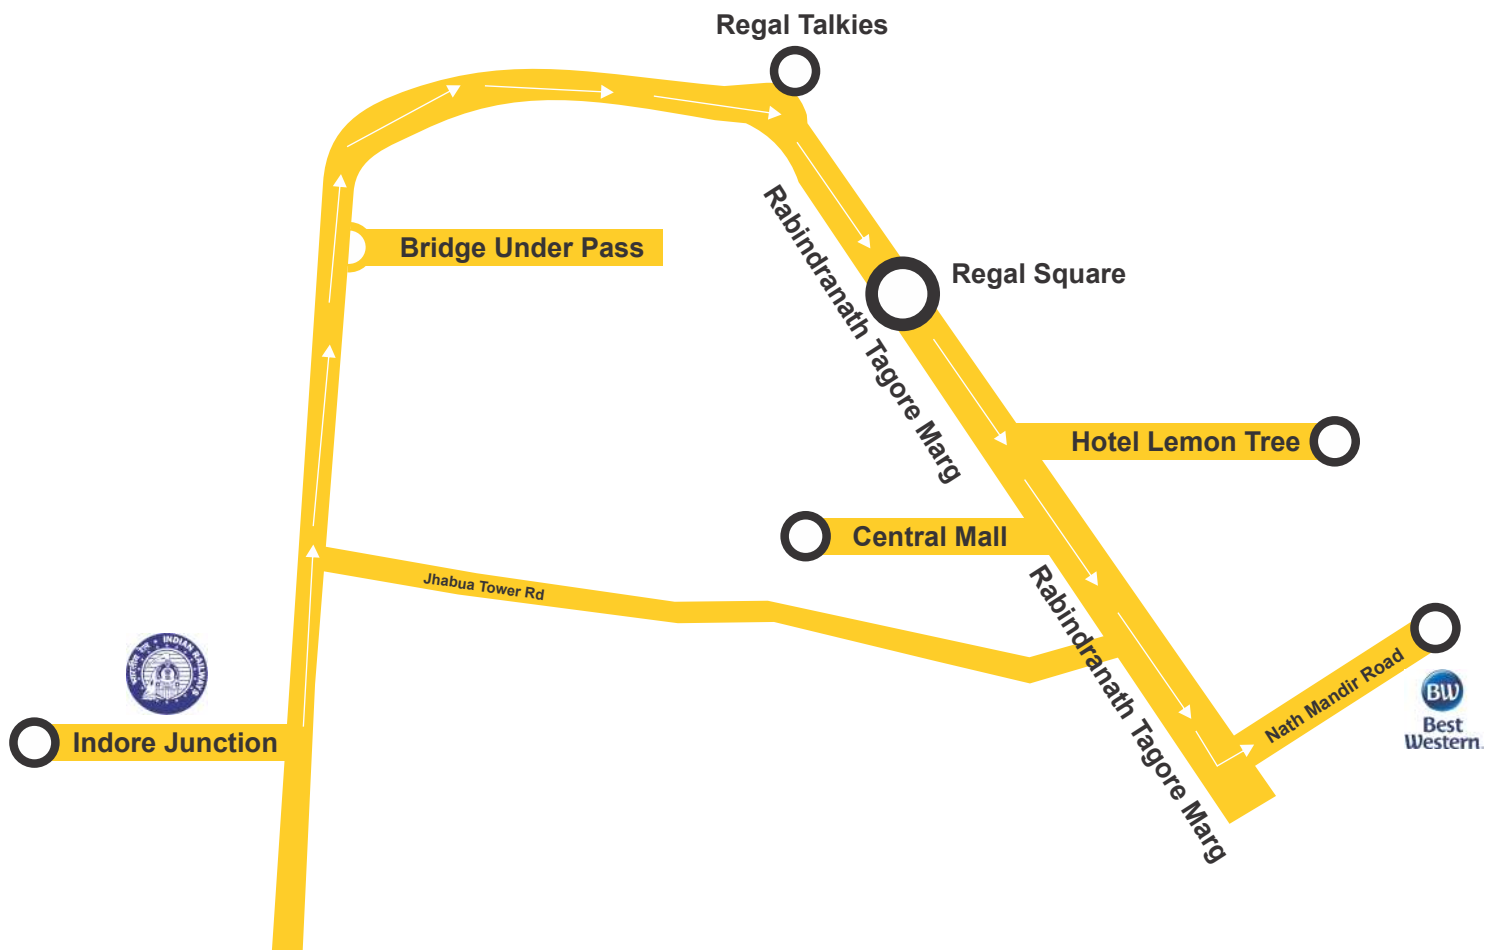 Regal Talkies
Rabindranath Tagore Marg
Bridge Under Pass
Regal Square
Hotel Lemon Tree
Central Mall
Jhabua Tower Rd
Rabindranath Tagore Marg
भारतीय रेल ★ INDIAN RAILWAYS
Indore Junction
Nath Mandir Road
BW
Best
Western.